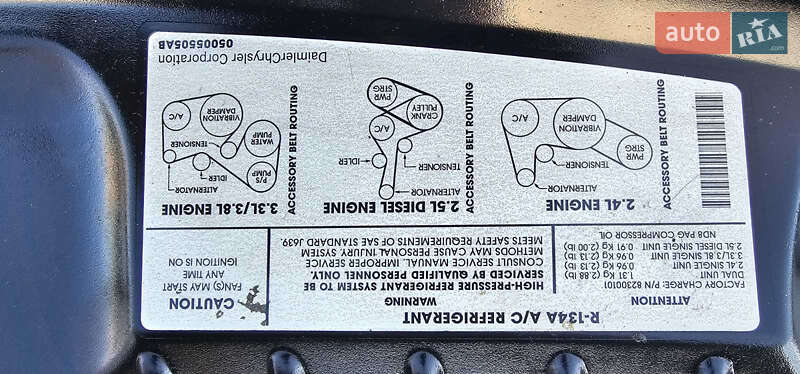 auto RIA.com
R-134A A/C REFRIGERANT
ATTENTION
FACTORY CHARGE: P/N 82300101
DUAL UNIT 1.31 Kg (2.88 lb)
2.4L SINGLE UNIT 0.96 Kg (2.13 lb)
3.3L/3.8L SINGLE UNIT 0.96 Kg (2.13 lb)
2.5L DIESEL SINGLE UNIT 0.91 Kg (2.00 lb)
ND8 PAG COMPRESSOR OIL
WARNING
HIGH-PRESSURE REFRIGERANT SYSTEM TO BE
SERVICED BY QUALIFIED PERSONNEL ONLY.
CONSULT SERVICE MANUAL. IMPROPER SERVICE
METHODS MAY CAUSE PERSONAL INJURY. SYSTEM
MEETS SAFETY REQUIREMENTS OF SAE STANDARD J639.
CAUTION
FAN(S) MAY START
ANY TIME
IGNITION IS ON
2.4L ENGINE
ACCESSORY BELT ROUTING
ALTERNATOR
TENSIONER
PWR
STRG
VIBRATION
DAMPER
A/C
2.5L DIESEL ENGINE
ACCESSORY BELT ROUTING
ALTERNATOR
TENSIONER
IDLER
A/C
CRANK
PULLEY
PWR
STRG
3.3L/3.8L ENGINE
ACCESSORY BELT ROUTING
ALTERNATOR
IDLER
P/S
PUMP
TENSIONER
WATER
PUMP
VIBRATION
DAMPER
A/C
DaimlerChrysler Corporation
05005505AB